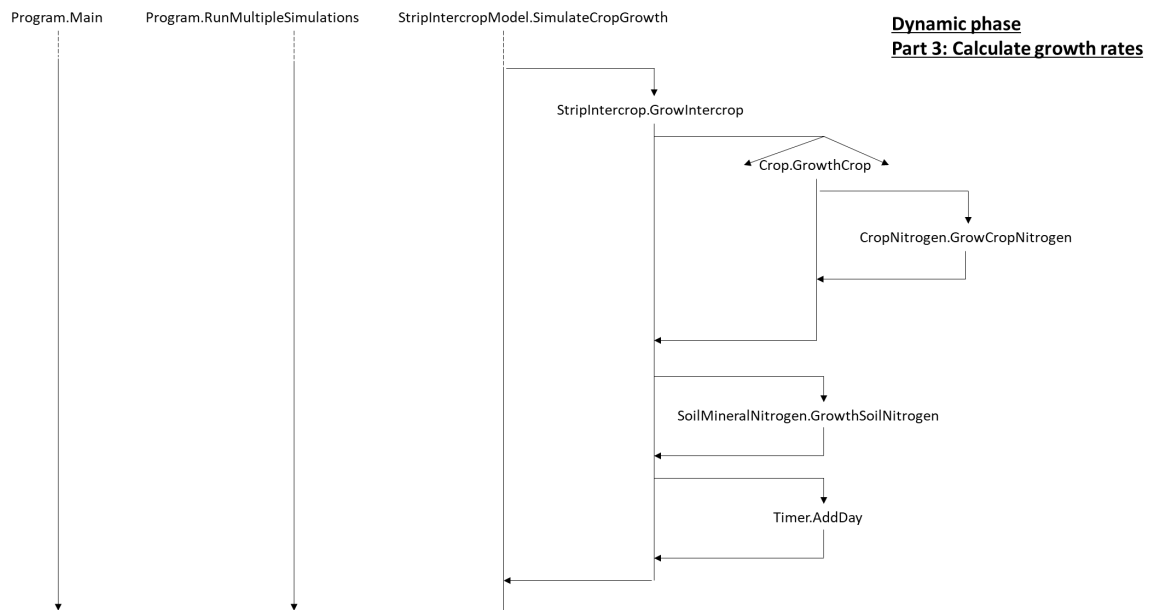 Program.Main
Program.RunMultipleSimulations
StripIntercropModel.SimulateCropGrowth
Dynamic phase
Part 3: Calculate growth rates
StripIntercrop.GrowIntercrop
Crop.GrowthCrop
CropNitrogen.GrowCropNitrogen
SoilMineralNitrogen.GrowthSoilNitrogen
Timer.AddDay